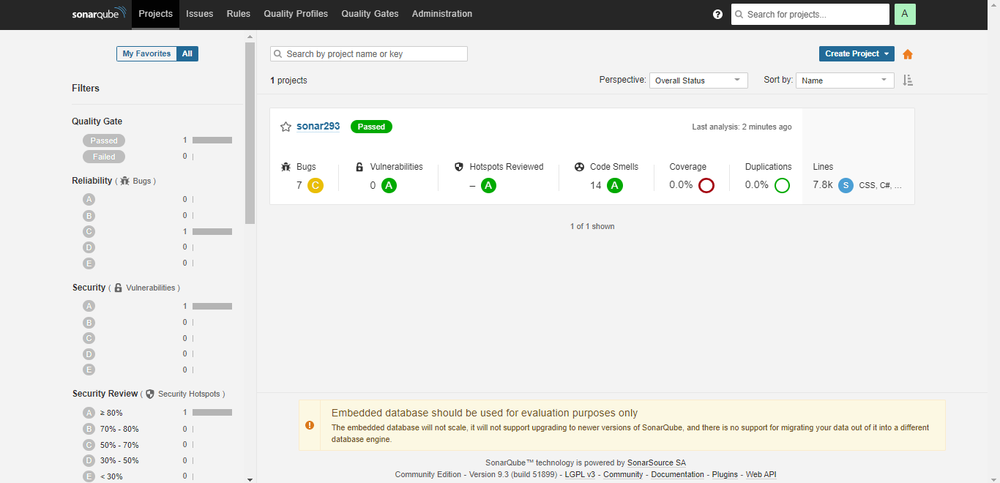 sonarqube Projects Issues Rules Quality Profiles Quality Gates Administration ? Search for projects... A
My Favorites All
Search by project name or key
Create Project
1 projects
Perspective: Overall Status
Sort by: Name
Filters
Quality Gate
Passed 1
Failed 0
Reliability ( Bugs )
A 0
B 0
C 1
D 0
E 0
Security ( Vulnerabilities )
A 1
B 0
C 0
D 0
E 0
Security Review ( Security Hotspots )
A ≥ 80% 1
B 70% - 80% 0
C 50% - 70% 0
D 30% - 50% 0
E < 30% 0
sonar293 Passed Last analysis: 2 minutes ago
Bugs Vulnerabilities Hotspots Reviewed Code Smells Coverage Duplications Lines
7 C 0 A – A 14 A 0.0% 0.0% 7.8k S CSS, C#, ...
1 of 1 shown
Embedded database should be used for evaluation purposes only
The embedded database will not scale, it will not support upgrading to newer versions of SonarQube, and there is no support for migrating your data out of it into a different
database engine.
SonarQube™ technology is powered by SonarSource SA
Community Edition - Version 9.3 (build 51899) - LGPL v3 - Community - Documentation - Plugins - Web API